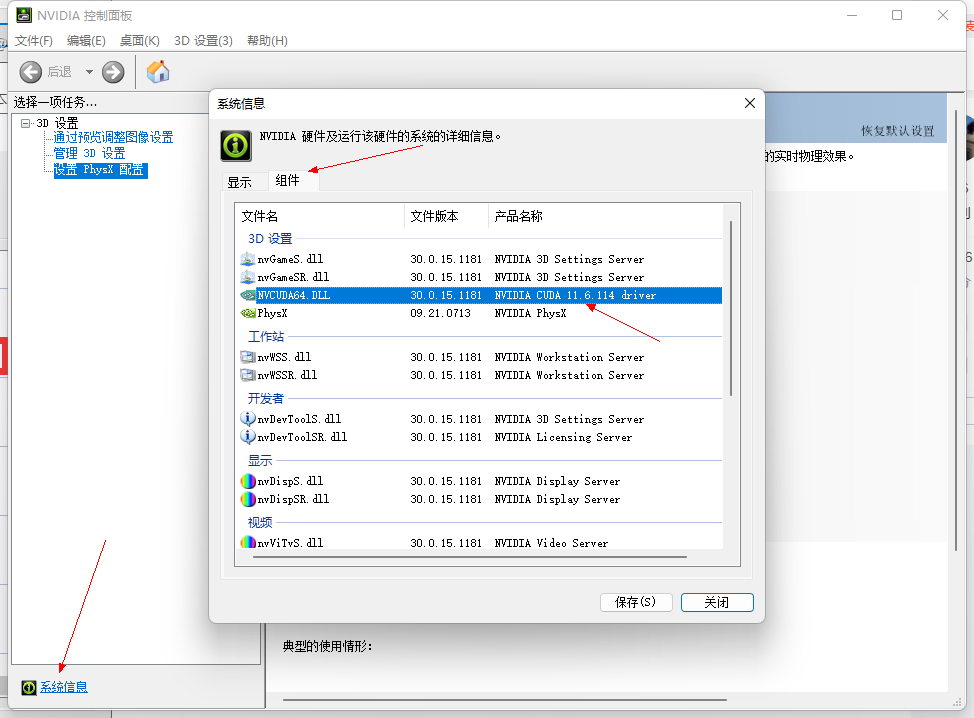 NVIDIA 控制面板
文件(F) 编辑(E) 桌面(K) 3D 设置(3) 帮助(H)
后退
选择一项任务...
3D 设置
通过预览调整图像设置
管理 3D 设置
设置 PhysX 配置
恢复默认设置
的实时物理效果。
系统信息
NVIDIA 硬件及运行该硬件的系统的详细信息。
显示 组件
文件名 文件版本 产品名称
3D 设置
nvGameS.dll 30.0.15.1181 NVIDIA 3D Settings Server
nvGameSR.dll 30.0.15.1181 NVIDIA 3D Settings Server
NVCUDA64.DLL 30.0.15.1181 NVIDIA CUDA 11.6.114 driver
PhysX 09.21.0713 NVIDIA PhysX
工作站
nvWSS.dll 30.0.15.1181 NVIDIA Workstation Server
nvWSSR.dll 30.0.15.1181 NVIDIA Workstation Server
开发者
nvDevToolS.dll 30.0.15.1181 NVIDIA 3D Settings Server
nvDevToolSR.dll 30.0.15.1181 NVIDIA Licensing Server
显示
nvDispS.dll 30.0.15.1181 NVIDIA Display Server
nvDispSR.dll 30.0.15.1181 NVIDIA Display Server
视频
nvViTvS.dll 30.0.15.1181 NVIDIA Video Server
保存(S) 关闭
典型的使用情形:
系统信息